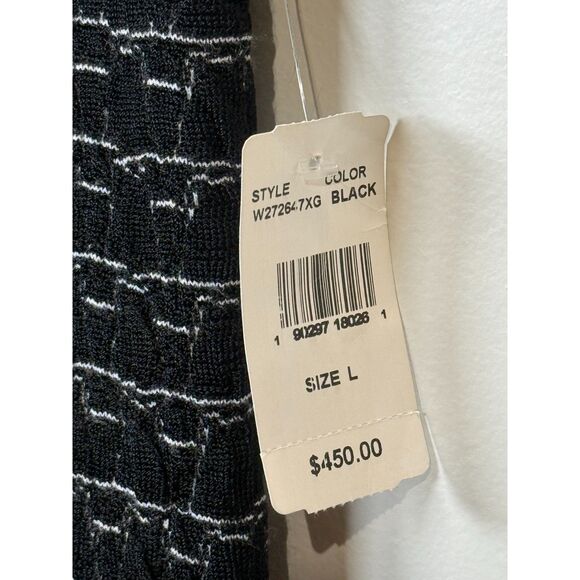 STYLE COLOR
W272647XG BLACK
1 90297 18026 1
SIZE L
$450.00